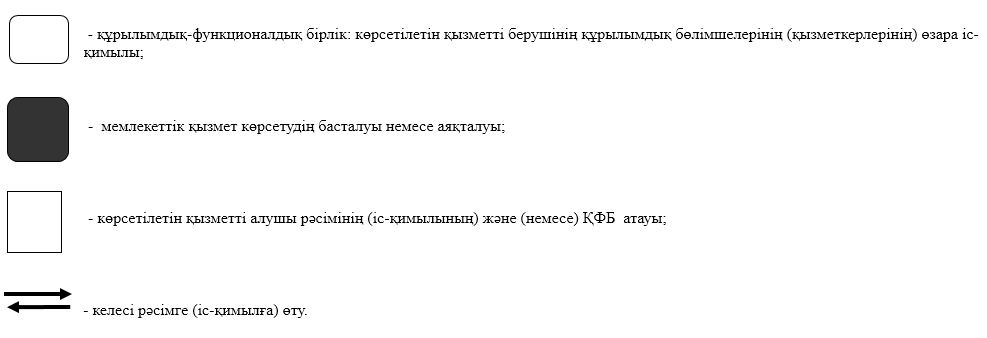 - құрылымдық-функционалдық бірлік: көрсетілетін қызметті берушінің құрылымдық бөлімшелерінің (қызметкерлерінің) өзара іс-
қимылы;
- мемлекеттік қызмет көрсетудің басталуы немесе аяқталуы;
- көрсетілетін қызметті алушы рәсімінің (іс-қимылының) және (немесе) ҚФБ атауы;
- келесі рәсімге (іс-қимылға) өту.